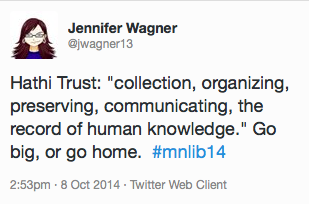 Jennifer Wagner
@jwagner13
Hathi Trust: "collection, organizing,
preserving, communicating, the
record of human knowledge." Go
big, or go home. #mnlib14
2:53pm · 8 Oct 2014 · Twitter Web Client